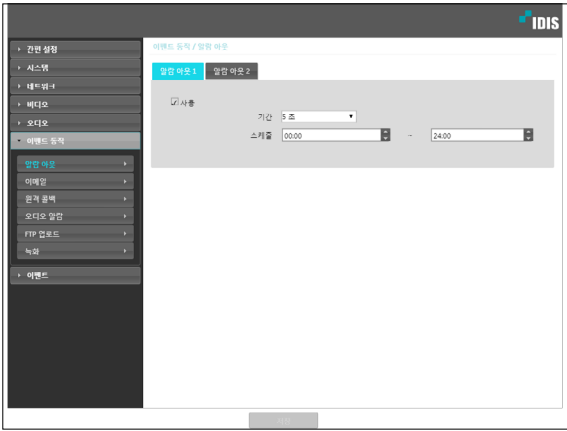 IDIS
간편 설정
시스템
네트워크
비디오
오디오
이벤트 동작
알람 아웃
이메일
원격 콜백
오디오 알람
FTP 업로드
녹화
이벤트
이벤트 동작 / 알람 아웃
알람 아웃 1 알람 아웃 2
사용
기간 5 초
스케줄 00:00 ~ 24:00